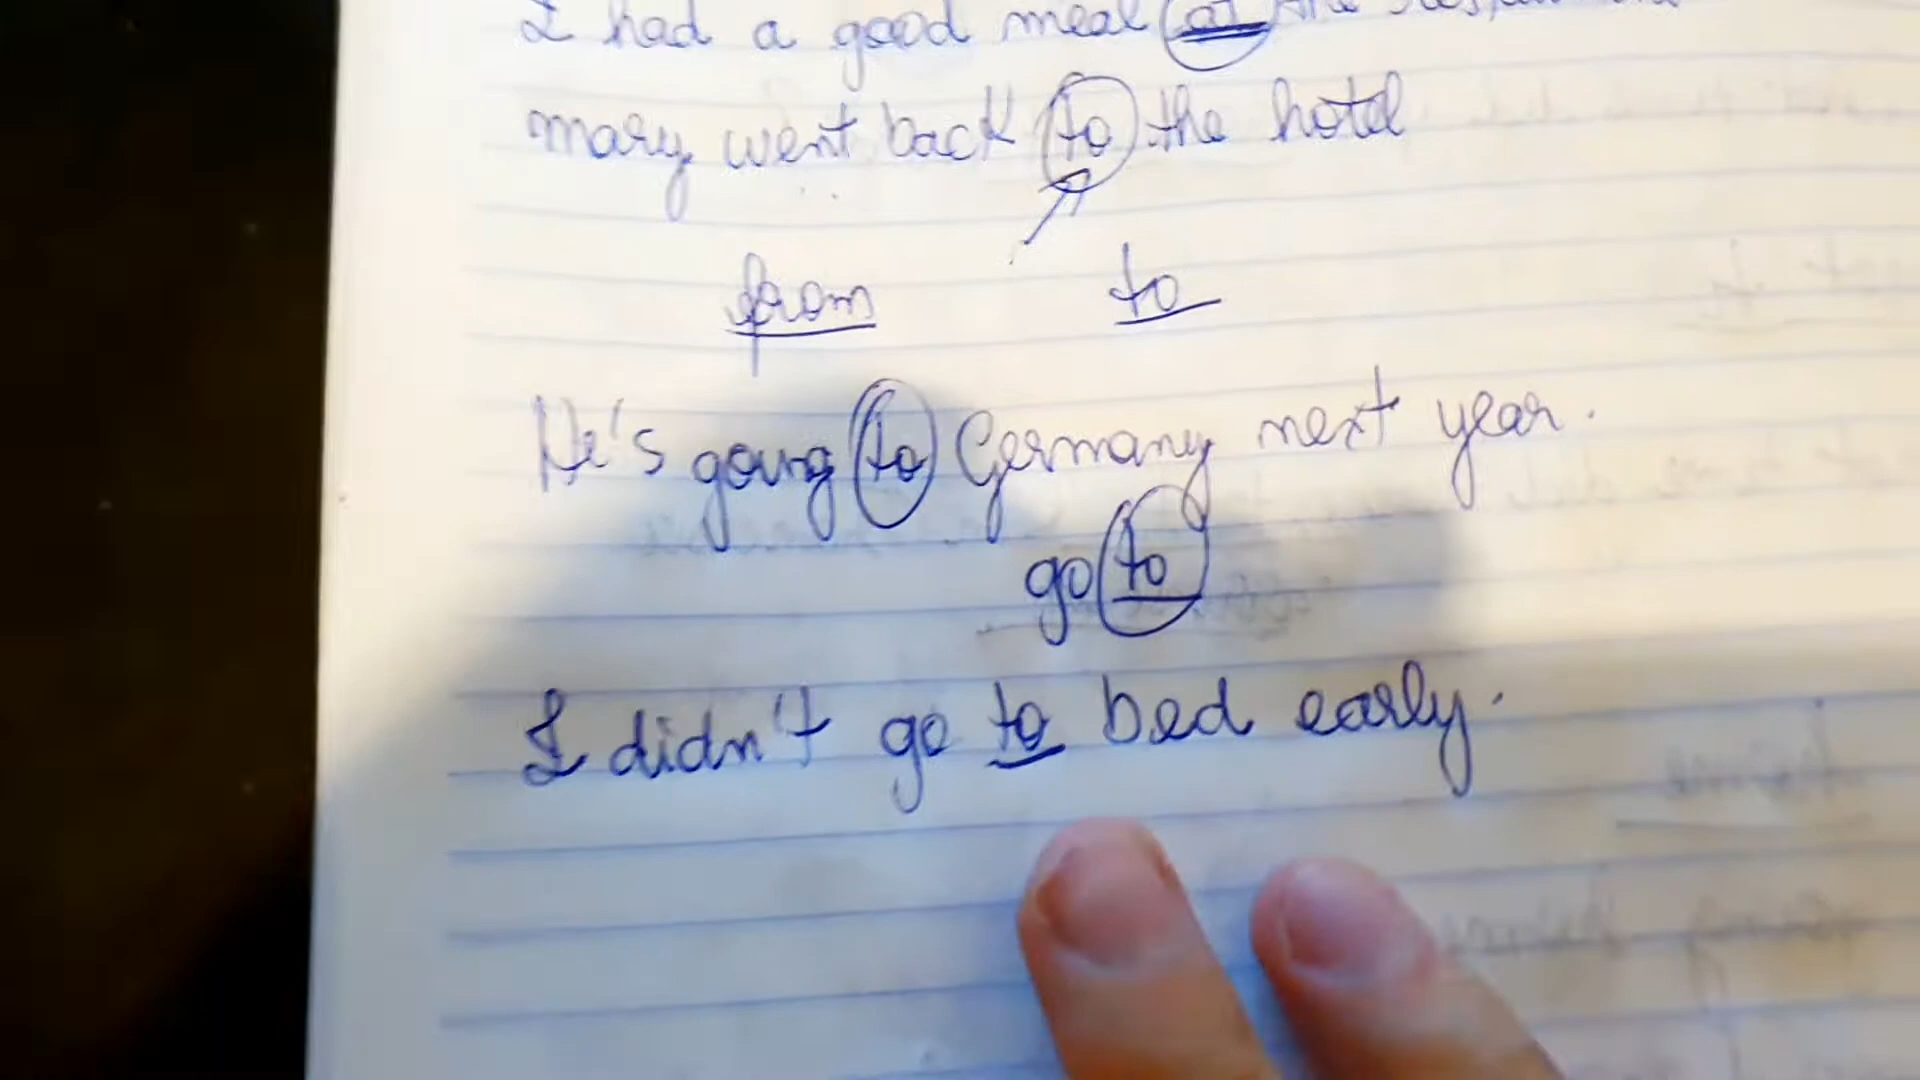 I had a good meal at the
mary went back to the hotel
from to
He's going to Germany next year.
go to
I didn't go to bed early.